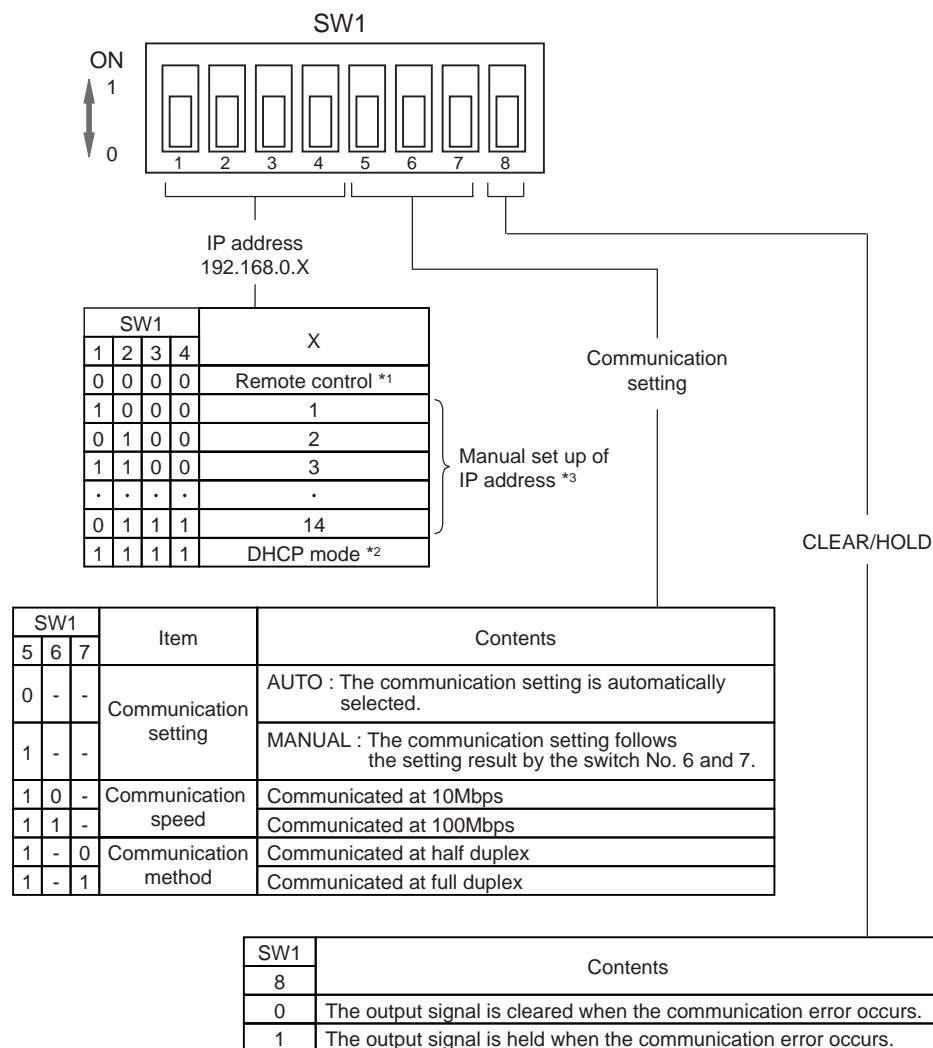 SW1
ON
1
0
1 2 3 4 5 6 7 8
IP address
192.168.0.X
SW1 X
1 2 3 4
0 0 0 0 Remote control *1
1 0 0 0 1
0 1 0 0 2
1 1 0 0 3
· · · · ·
0 1 1 1 14
1 1 1 1 DHCP mode *2
Manual set up of
IP address *3
Communication
setting
CLEAR/HOLD
SW1 Item Contents
5 6 7
0 - - Communication
setting
AUTO : The communication setting is automatically
selected.
1 - - MANUAL : The communication setting follows
the setting result by the switch No. 6 and 7.
1 0 - Communication
speed
Communicated at 10Mbps
1 1 - Communicated at 100Mbps
1 - 0 Communication
method
Communicated at half duplex
1 - 1 Communicated at full duplex
SW1 Contents
8
0 The output signal is cleared when the communication error occurs.
1 The output signal is held when the communication error occurs.